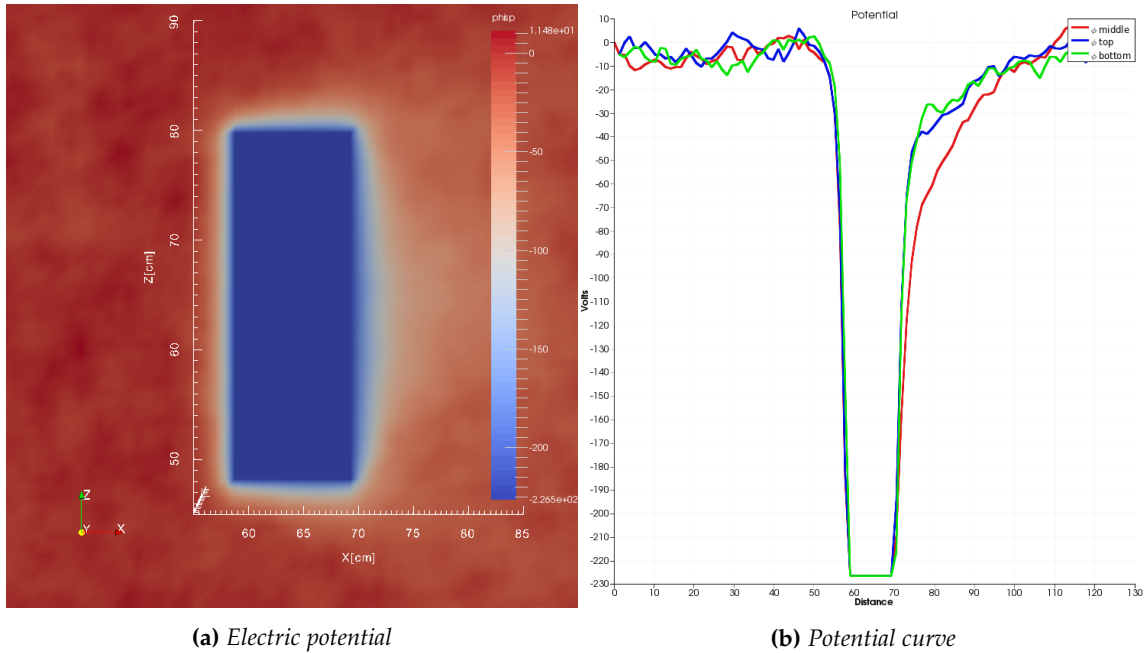 phisp
1.148e+01
0
-50
-100
-150
-200
-2.265e+02
90
80
70
60
50
Z[cm]
60
65
70
75
80
85
X[cm]
Z
Y
X
Potential
φ middle
φ top
φ bottom
10
0
-10
-20
-30
-40
-50
-60
-70
-80
-90
-100
-110
-120
-130
-140
-150
-160
-170
-180
-190
-200
-210
-220
-230
Volts
0 10 20 30 40 50 60 70 80 90 100 110 120 130
Distance
(a) Electric potential
(b) Potential curve